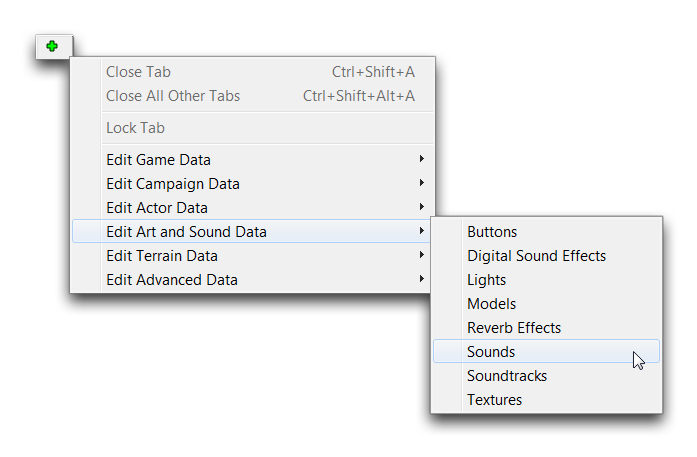 Close Tab Ctrl+Shift+A
Close All Other Tabs Ctrl+Shift+Alt+A
Lock Tab
Edit Game Data
Edit Campaign Data
Edit Actor Data
Edit Art and Sound Data
Edit Terrain Data
Edit Advanced Data
Buttons
Digital Sound Effects
Lights
Models
Reverb Effects
Sounds
Soundtracks
Textures